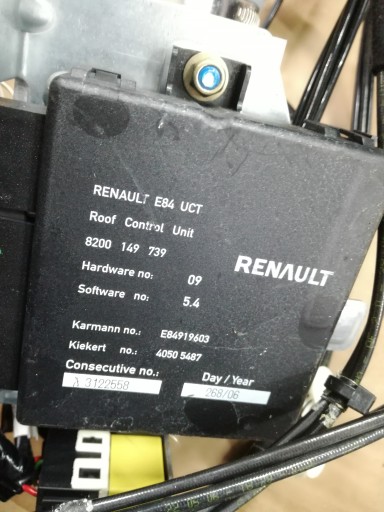 RENAULT E84 UCT
Roof Control Unit
8200 149 739
Hardware no: 09
Software no: 5.4
RENAULT
Karmann no.: E84919603
Kiekert no.: 4050 5487
Consecutive no.: Day / Year
3122558 268/06